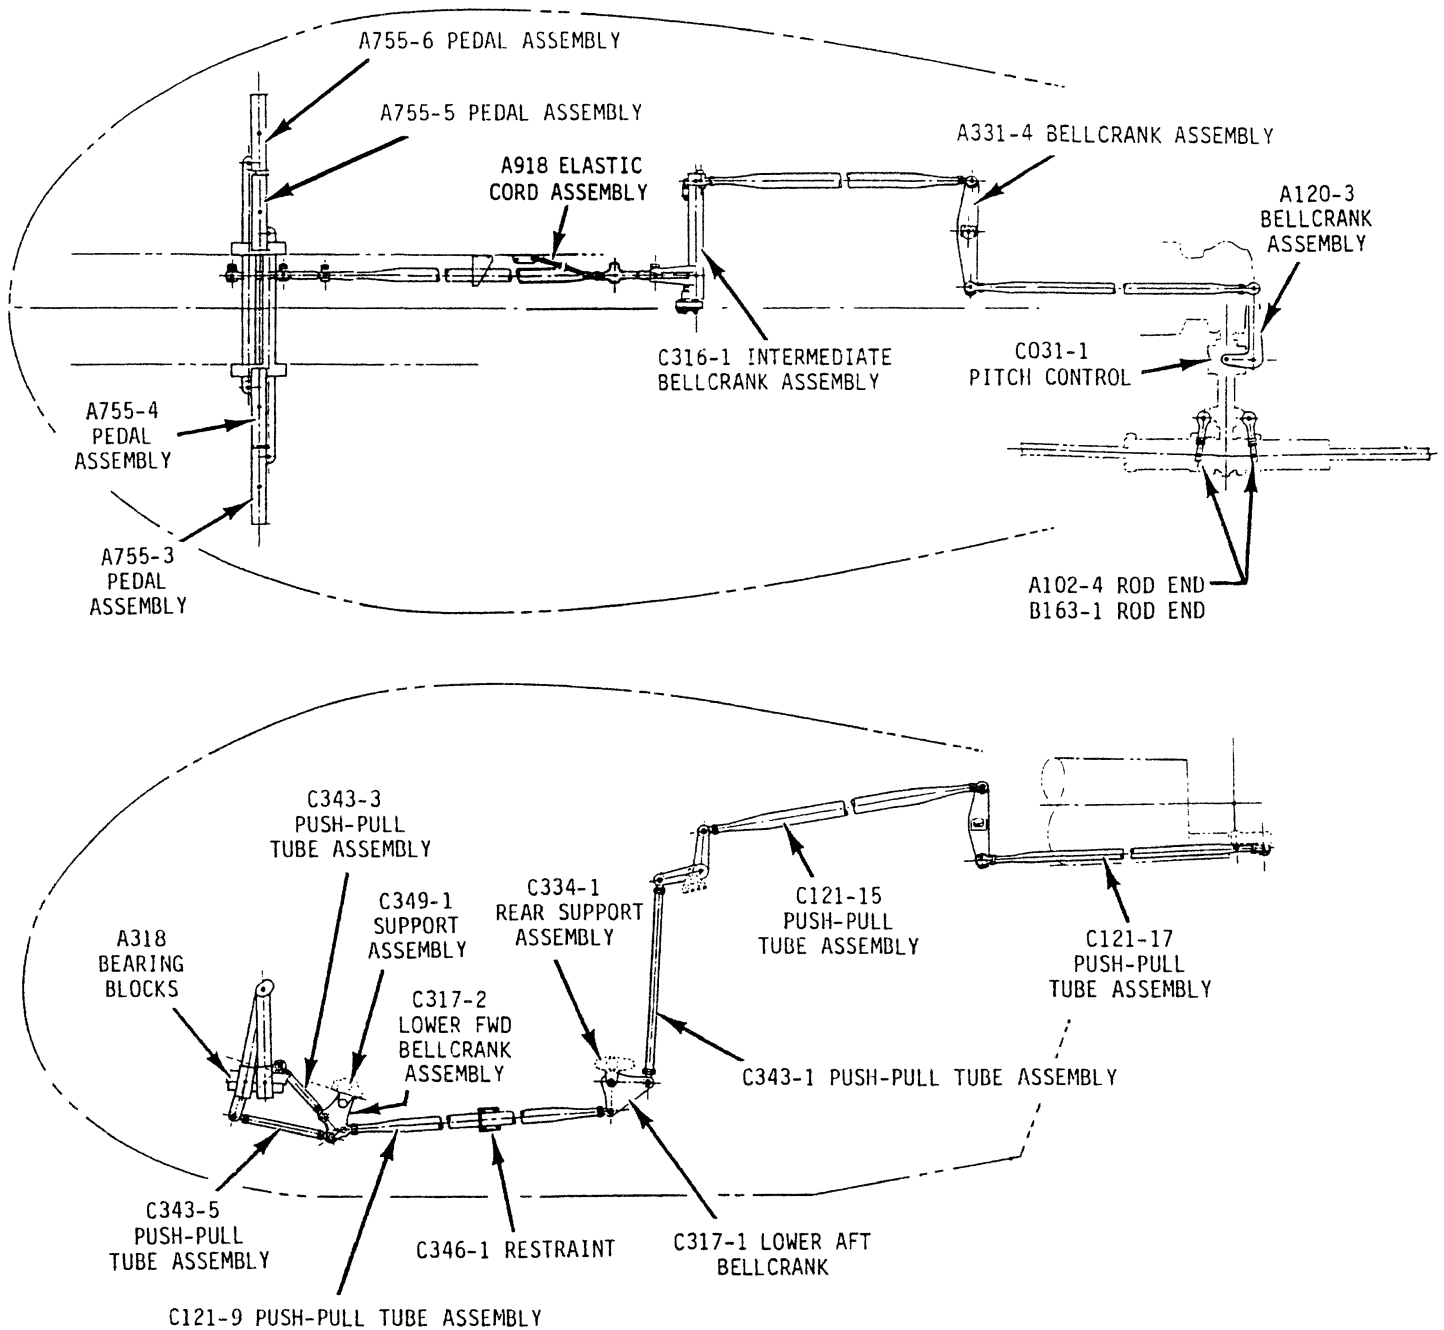 A755-6 PEDAL ASSEMBLY
A755-5 PEDAL ASSEMBLY
A331-4 BELLCRANK ASSEMBLY
A918 ELASTIC
CORD ASSEMBLY
A120-3
BELLCRANK
ASSEMBLY
C316-1 INTERMEDIATE
BELLCRANK ASSEMBLY
C031-1
PITCH CONTROL
A755-4
PEDAL
ASSEMBLY
A755-3
PEDAL
ASSEMBLY
A102-4 ROD END
B163-1 ROD END
C343-3
PUSH-PULL
TUBE ASSEMBLY
C349-1
SUPPORT
ASSEMBLY
C334-1
REAR SUPPORT
ASSEMBLY
C121-15
PUSH-PULL
TUBE ASSEMBLY
C121-17
PUSH-PULL
TUBE ASSEMBLY
A318
BEARING
BLOCKS
C317-2
LOWER FWD
BELLCRANK
ASSEMBLY
C343-1 PUSH-PULL TUBE ASSEMBLY
C343-5
PUSH-PULL
TUBE ASSEMBLY
C346-1 RESTRAINT
C317-1 LOWER AFT
BELLCRANK
C121-9 PUSH-PULL TUBE ASSEMBLY